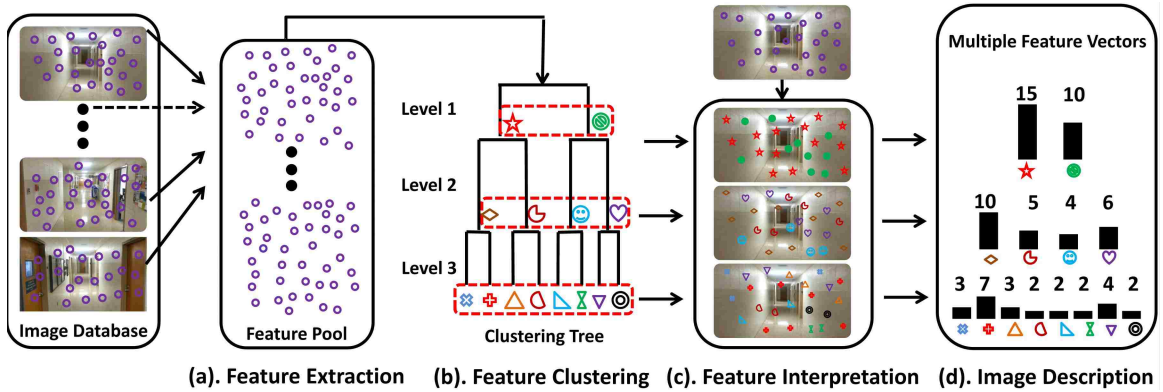 Multiple Feature Vectors
15 10
Level 1
Level 2
10 5 4 6
Level 3
3 7 3 2 2 2 4 2
Image Database
Feature Pool
Clustering Tree
(a). Feature Extraction
(b). Feature Clustering
(c). Feature Interpretation
(d). Image Description